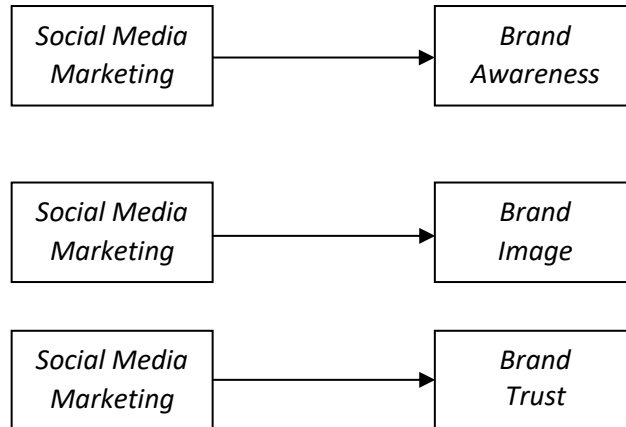 Social Media
Marketing
Brand
Awareness
Social Media
Marketing
Brand
Image
Social Media
Marketing
Brand
Trust